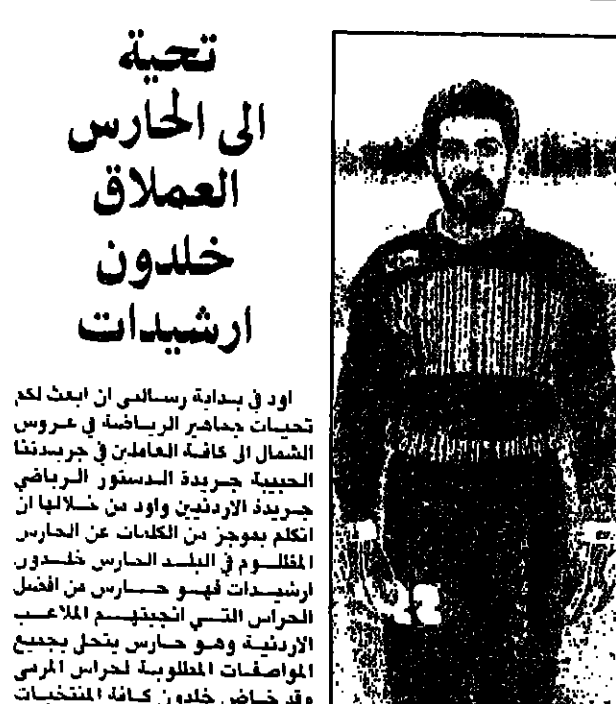 تحية
الى الحارس
العملاق
خلدون
ارشيدات
اود في بداية رسالتي ان ابعث لكم
تحيات جماهير الرياضة في عروس
الشمال الى كافة العاملين في جريدتنا
الحبيبة جريدة الدستور الرياضي
جريدة الاردنيين واود من خلالها ان
اتكلم بموجز من الكلمات عن الحارس
المظلوم في البلد الحارس خلدون
ارشيدات فهو حارس من افضل
الحراس التي انجبتهم الملاعب
الاردنية وهو حارس يتحلى بجميع
المواصفات المطلوبة لحراس المرمى
وقد خاض خلدون كافة المنتخبات